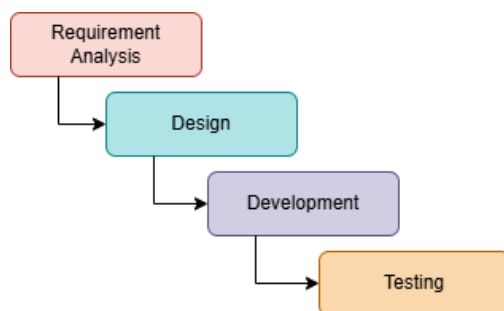 Requirement
Analysis
Design
Development
Testing